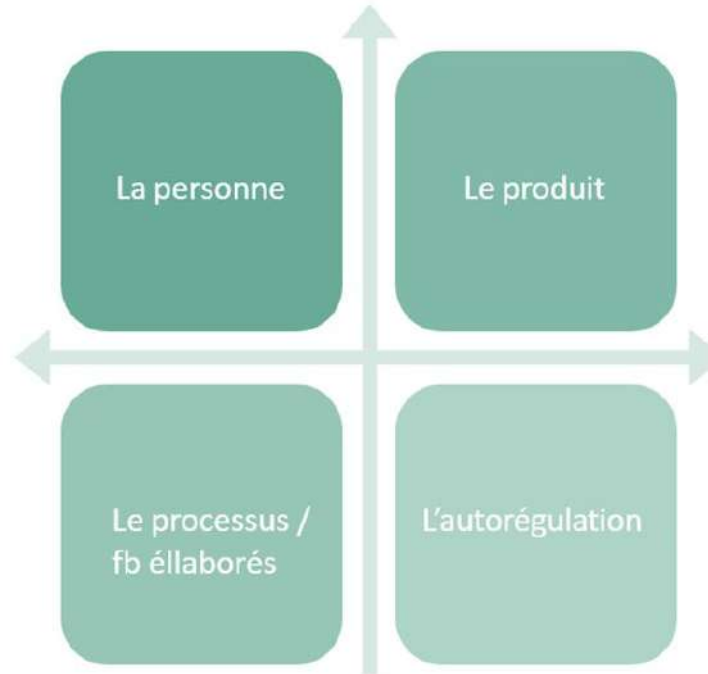 La personne
Le produit
Le processus /
fb éllaborés
L'autorégulation